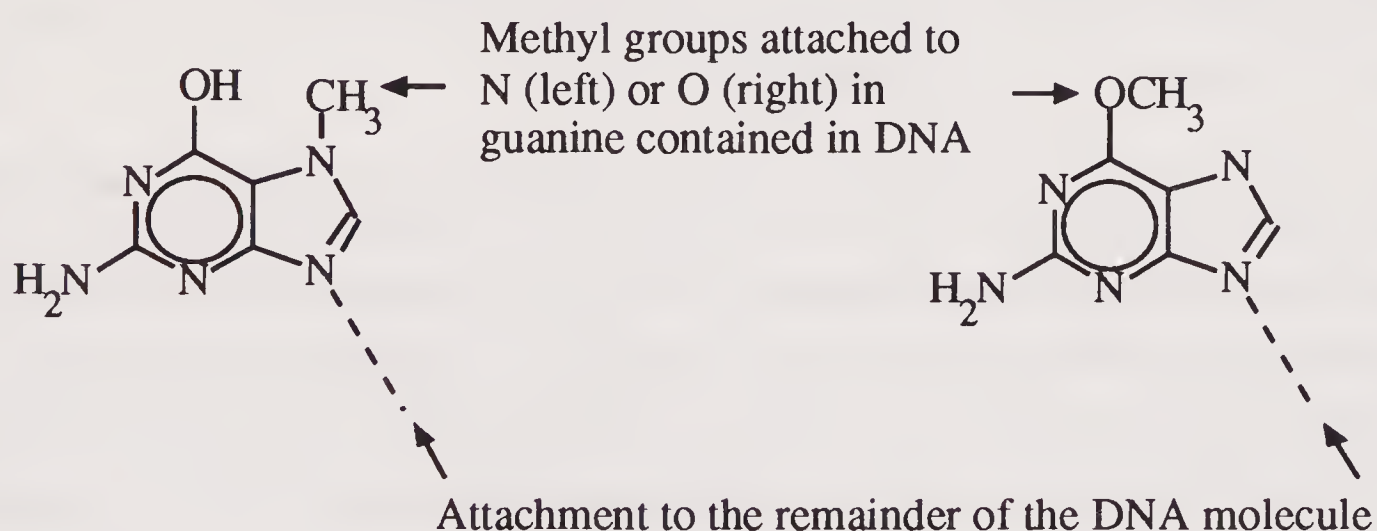 Methyl groups attached to
N (left) or O (right) in
guanine contained in DNA
OH
CH3
N
N
N
N
H2N
OCH3
N
N
N
N
H2N
Attachment to the remainder of the DNA molecule